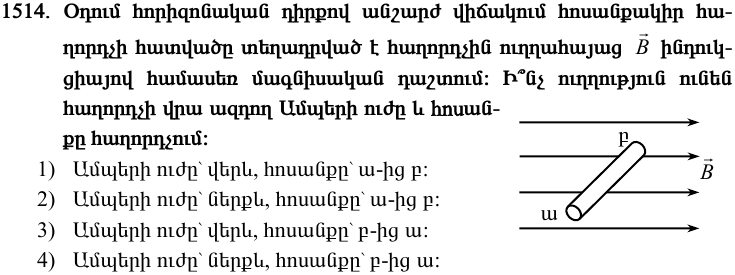 1514. Օդում հորիզոնական դիրքով անշարժ վիճակում հոսանքակիր հա-
ղորդչի հատվածը տեղադրված է հաղորդչին ուղղահայաց B⃗ ինդուկ-
ցիայով համասեռ մագնիսական դաշտում: Ի՞նչ ուղղություն ունեն
հաղորդչի վրա ազդող Ամպերի ուժը և հոսան-
քը հաղորդչում:
1) Ամպերի ուժը՝ վերև, հոսանքը՝ ա-ից բ:
2) Ամպերի ուժը՝ ներքև, հոսանքը՝ ա-ից բ:
3) Ամպերի ուժը՝ վերև, հոսանքը՝ բ-ից ա:
4) Ամպերի ուժը՝ ներքև, հոսանքը՝ բ-ից ա:
բ
B⃗
ա